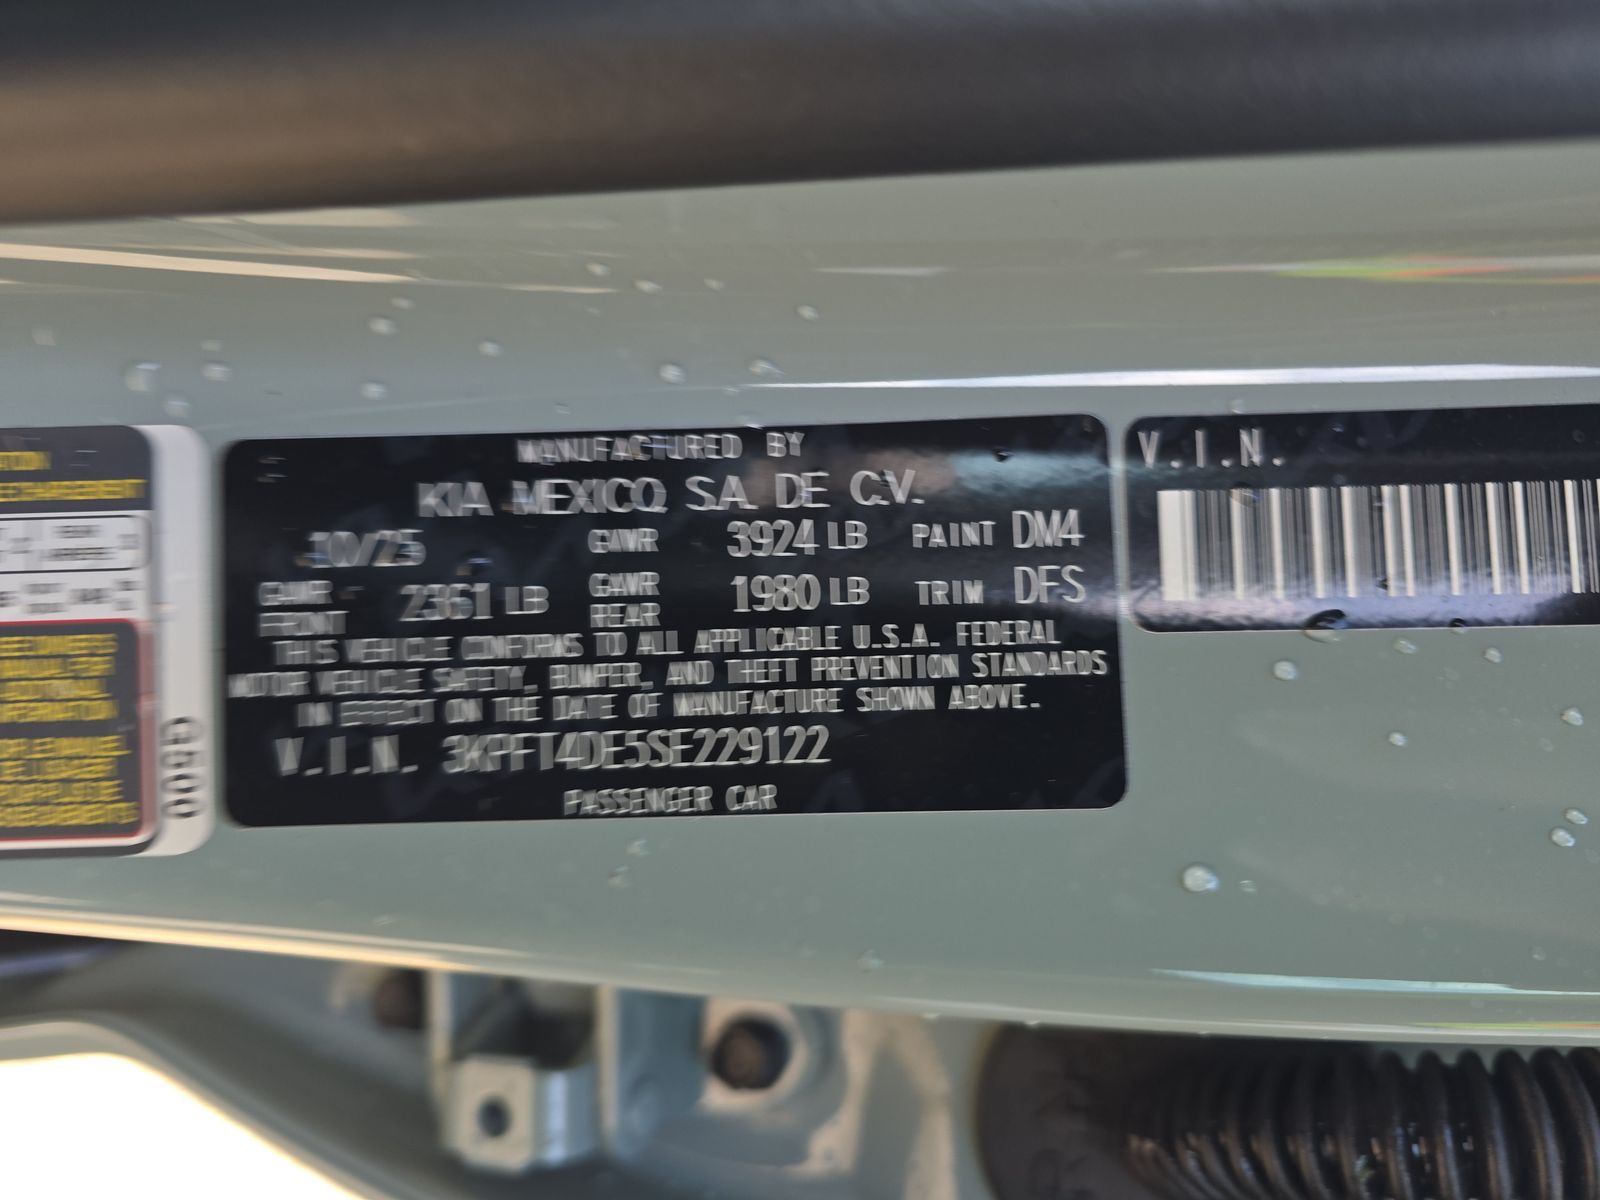 MANUFACTURED BY
KIA MEXICO S.A. DE C.V.
10/25 GVWR 3924 LB PAINT DM4
GAWR FRONT 2361 LB GAWR REAR 1980 LB TRIM DFS
THIS VEHICLE CONFORMS TO ALL APPLICABLE U.S.A. FEDERAL
MOTOR VEHICLE SAFETY, BUMPER, AND THEFT PREVENTION STANDARDS
IN EFFECT ON THE DATE OF MANUFACTURE SHOWN ABOVE.
V.I.N. 3KPFT4DE5SE229122
PASSENGER CAR
V.I.N.
G500